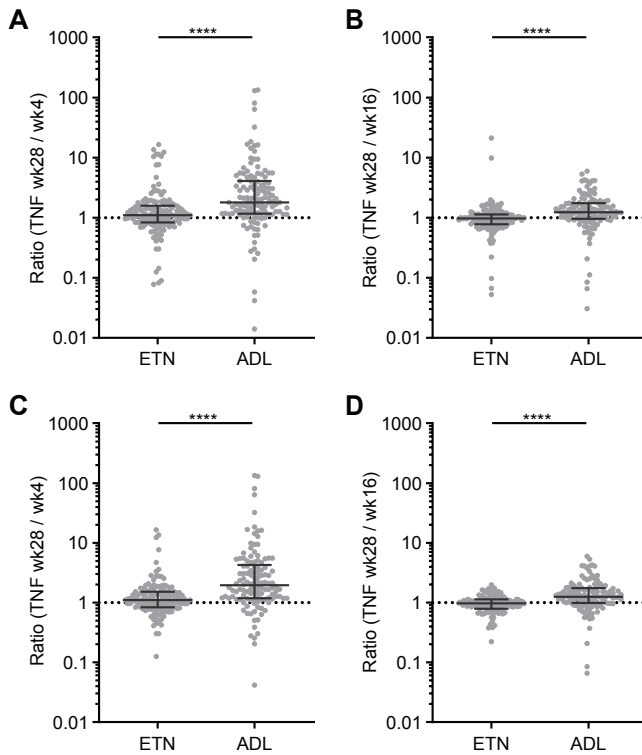 A
****
Ratio (TNF wk28 / wk4)
1000
100
10
1
0.1
0.01
ETN
ADL
B
****
Ratio (TNF wk28 / wk16)
1000
100
10
1
0.1
0.01
ETN
ADL
C
****
Ratio (TNF wk28 / wk4)
1000
100
10
1
0.1
0.01
ETN
ADL
D
****
Ratio (TNF wk28 / wk16)
1000
100
10
1
0.1
0.01
ETN
ADL